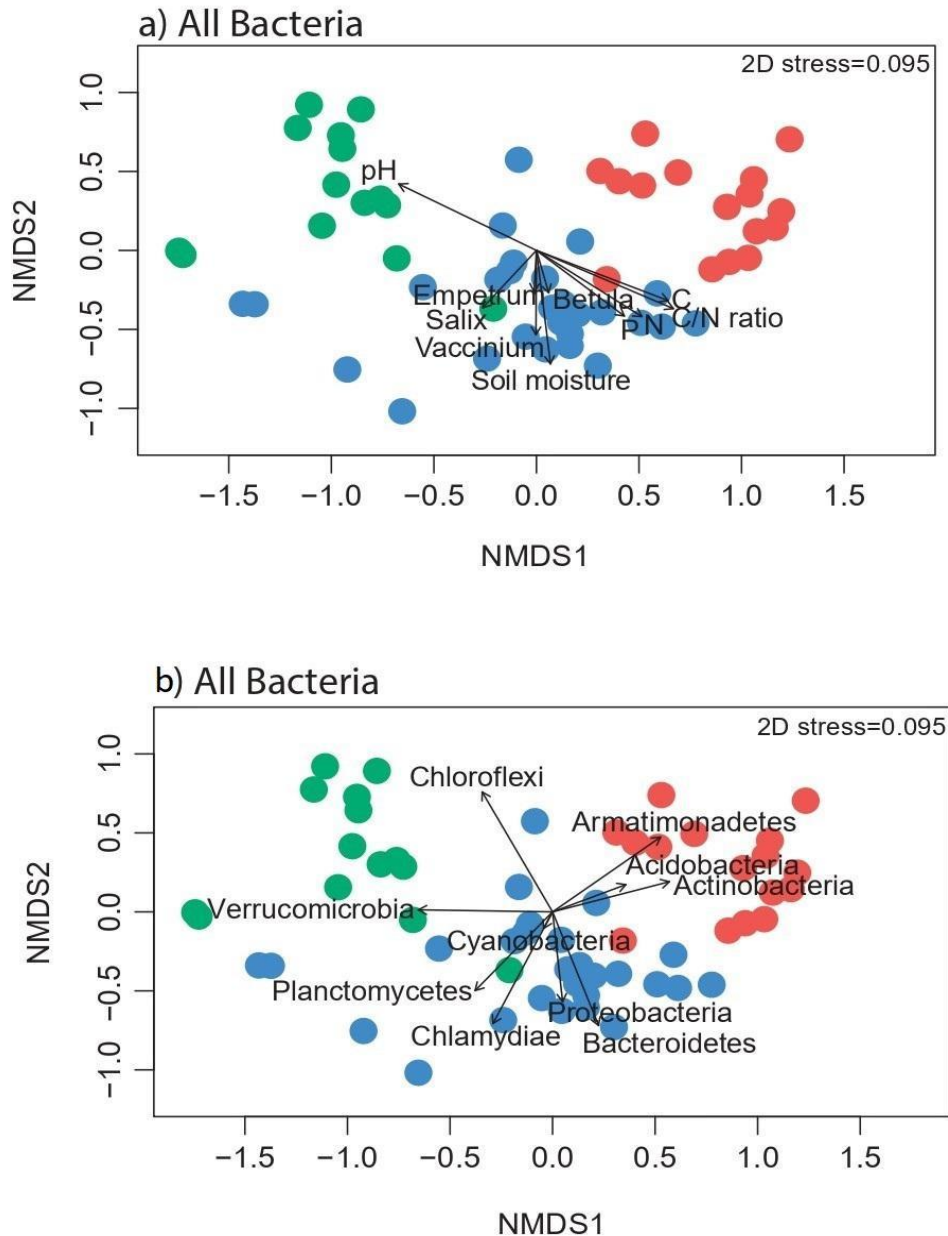 a) All Bacteria
2D stress=0.095
1.0
0.5
0.0
−0.5
−1.0
NMDS2
pH
Empetrum
Betula
C
Salix
P
N
C/N ratio
Vaccinium
Soil moisture
−1.5
−1.0
−0.5
0.0
0.5
1.0
1.5
NMDS1
b) All Bacteria
2D stress=0.095
1.0
0.5
0.0
−0.5
−1.0
NMDS2
Chloroflexi
Armatimonadetes
Acidobacteria
Actinobacteria
Verrucomicrobia
Cyanobacteria
Planctomycetes
Proteobacteria
Chlamydiae
Bacteroidetes
−1.5
−1.0
−0.5
0.0
0.5
1.0
1.5
NMDS1